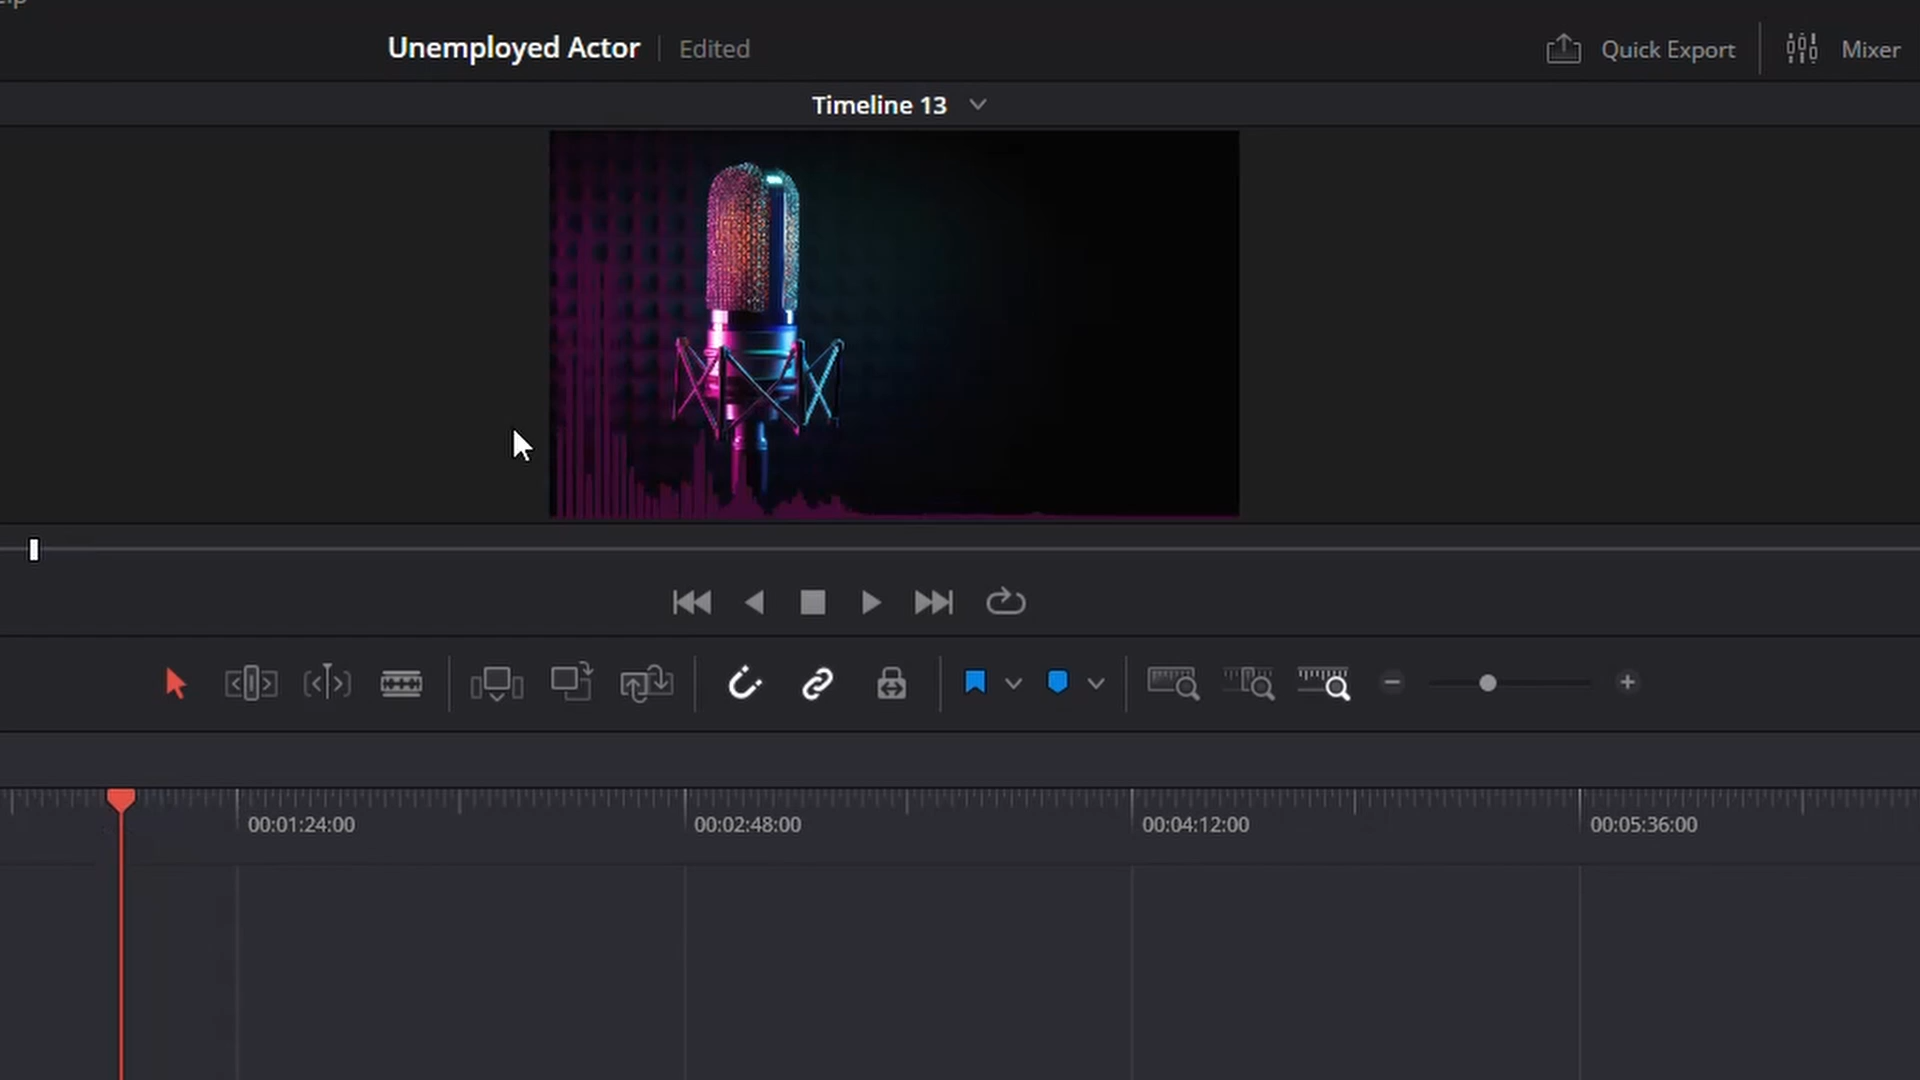 Unemployed Actor
Edited
Quick Export
Mixer
Timeline 13
00:01:24:00
00:02:48:00
00:04:12:00
00:05:36:00